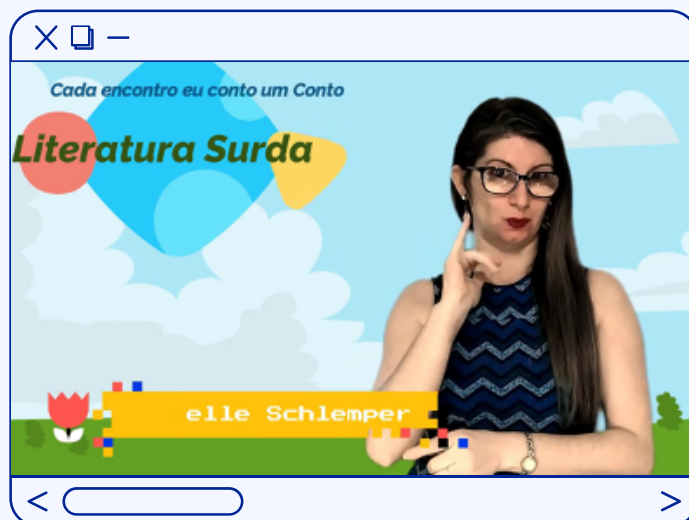 Cada encontro eu conto um Conto
Literatura Surda
elle Schlemper